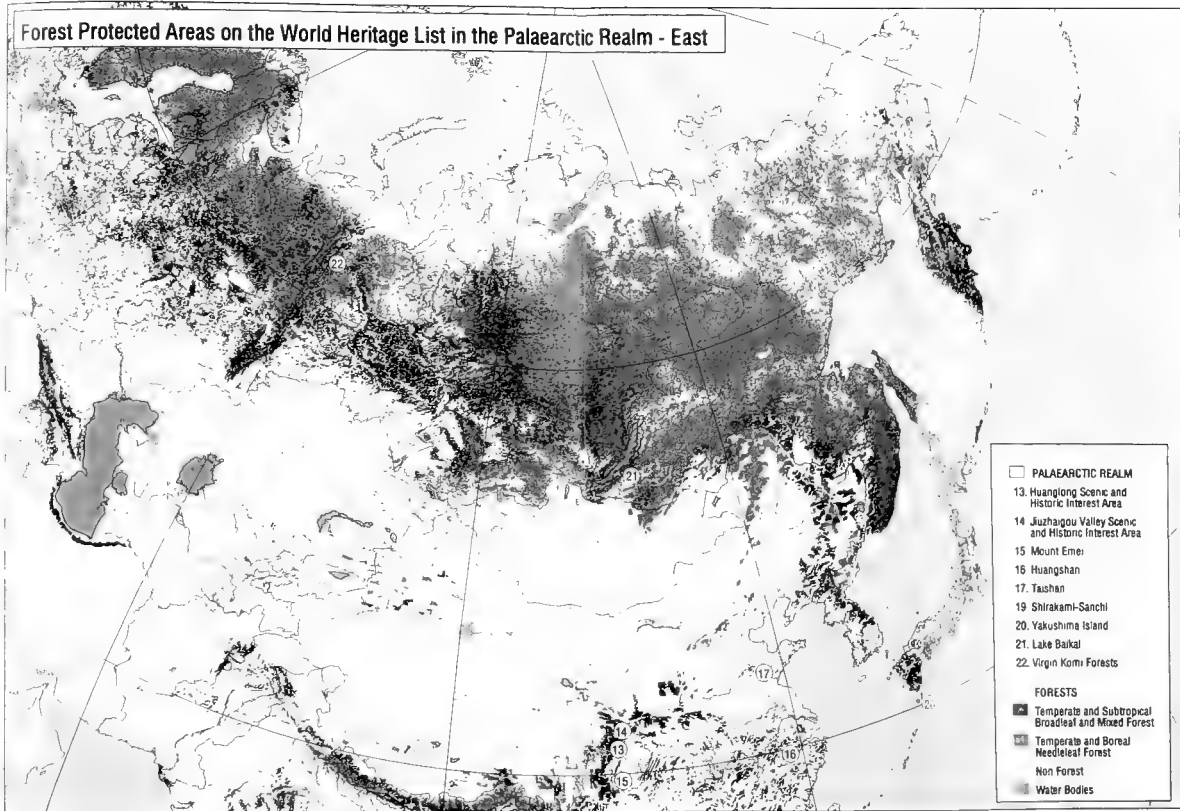 Forest Protected Areas on the World Heritage List in the Palaearctic Realm - East
22
21
17
14
13
16
15
PALAEARCTIC REALM
13. Huanglong Scenic and
Historic Interest Area
14 Jiuzhaigou Valley Scenic
and Historic Interest Area
15 Mount Emei
16 Huangshan
17. Taishan
19 Shirakami-Sanchi
20. Yakushima Island
21. Lake Baikal
22. Virgin Komi Forests
FORESTS
Temperate and Subtropical
Broadleaf and Mixed Forest
Temperate and Boreal
Needleleaf Forest
Non Forest
Water Bodies